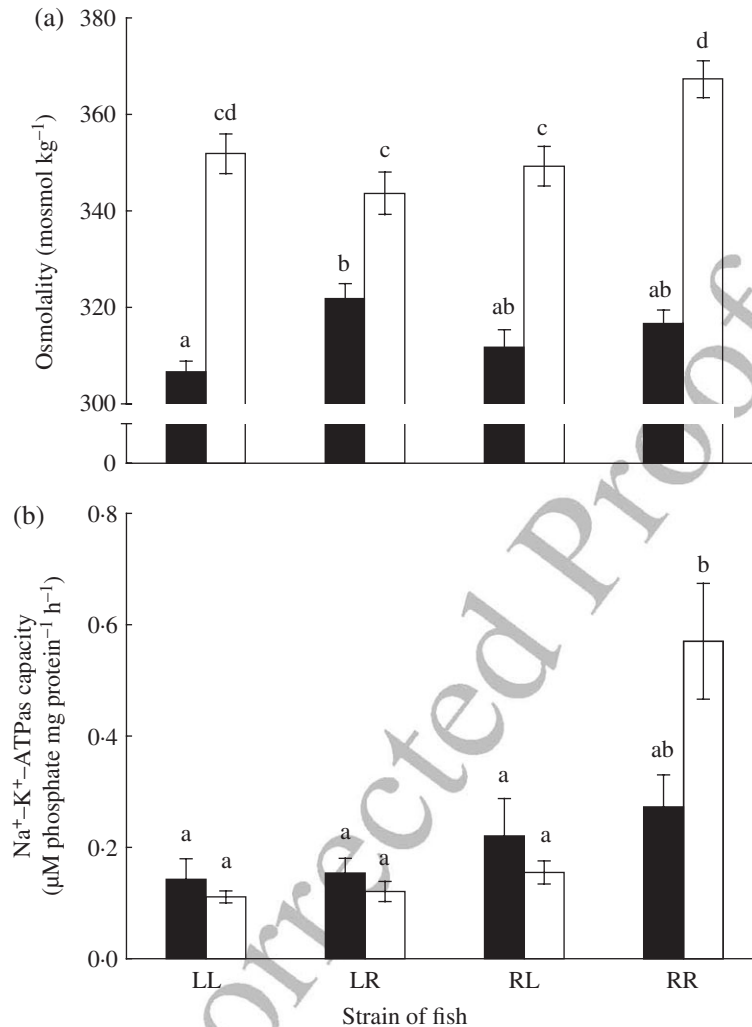 (a)
380
360
340
320
300
0
Osmolality (mosmol kg⁻¹)
cd
d
c
c
b
a
ab
ab
(b)
0·8
0·6
0·4
0·2
0·0
Na⁺–K⁺–ATPas capacity
(µM phosphate mg protein⁻¹ h⁻¹)
b
ab
a
a
a
a
a
a
LL
LR
RL
RR
Strain of fish
orrected Proof